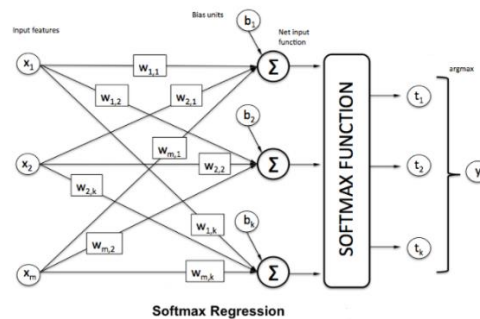 Input features
Bias units
Net input
function
argmax
b1
x1
w1,1
Σ
w1,2
w2,1
t1
b2
x2
wm,1
w2,2
Σ
SOFTMAX FUNCTION
t2
y
w2,k
bk
wm,2
w1,k
tk
xm
wm,k
Σ
Softmax Regression